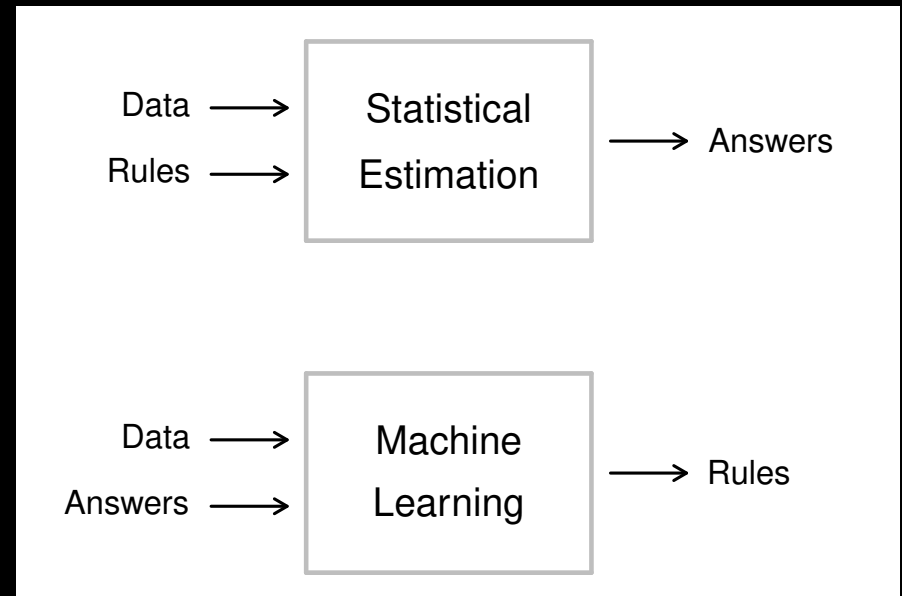 Data
Rules
Statistical
Estimation
Answers
Data
Answers
Machine
Learning
Rules